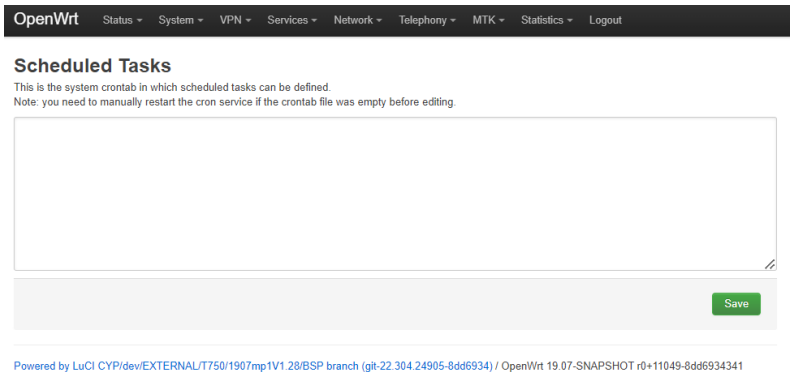 OpenWrt Status System VPN Services Network Telephony MTK Statistics Logout
Scheduled Tasks
This is the system crontab in which scheduled tasks can be defined.
Note: you need to manually restart the cron service if the crontab file was empty before editing.
Save
Powered by LuCI CYP/dev/EXTERNAL/T750/1907mp1V1.28/BSP branch (git-22.304.24905-8dd6934) / OpenWrt 19.07-SNAPSHOT r0+11049-8dd6934341